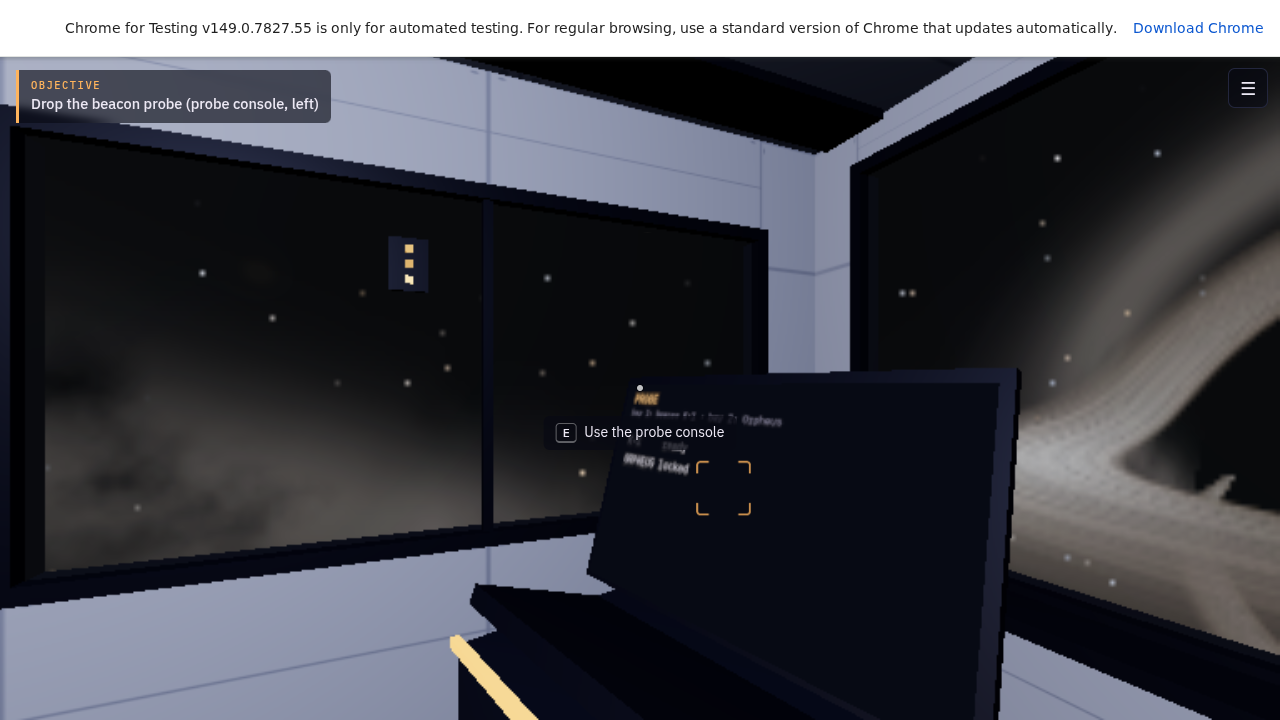 Chrome for Testing v149.0.7827.55 is only for automated testing. For regular browsing, use a standard version of Chrome that updates automatically. Download Chrome
OBJECTIVE
Drop the beacon probe (probe console, left)
☰
PROBE
Orpheus
E Use the probe console
ready
ORPHEUS locked